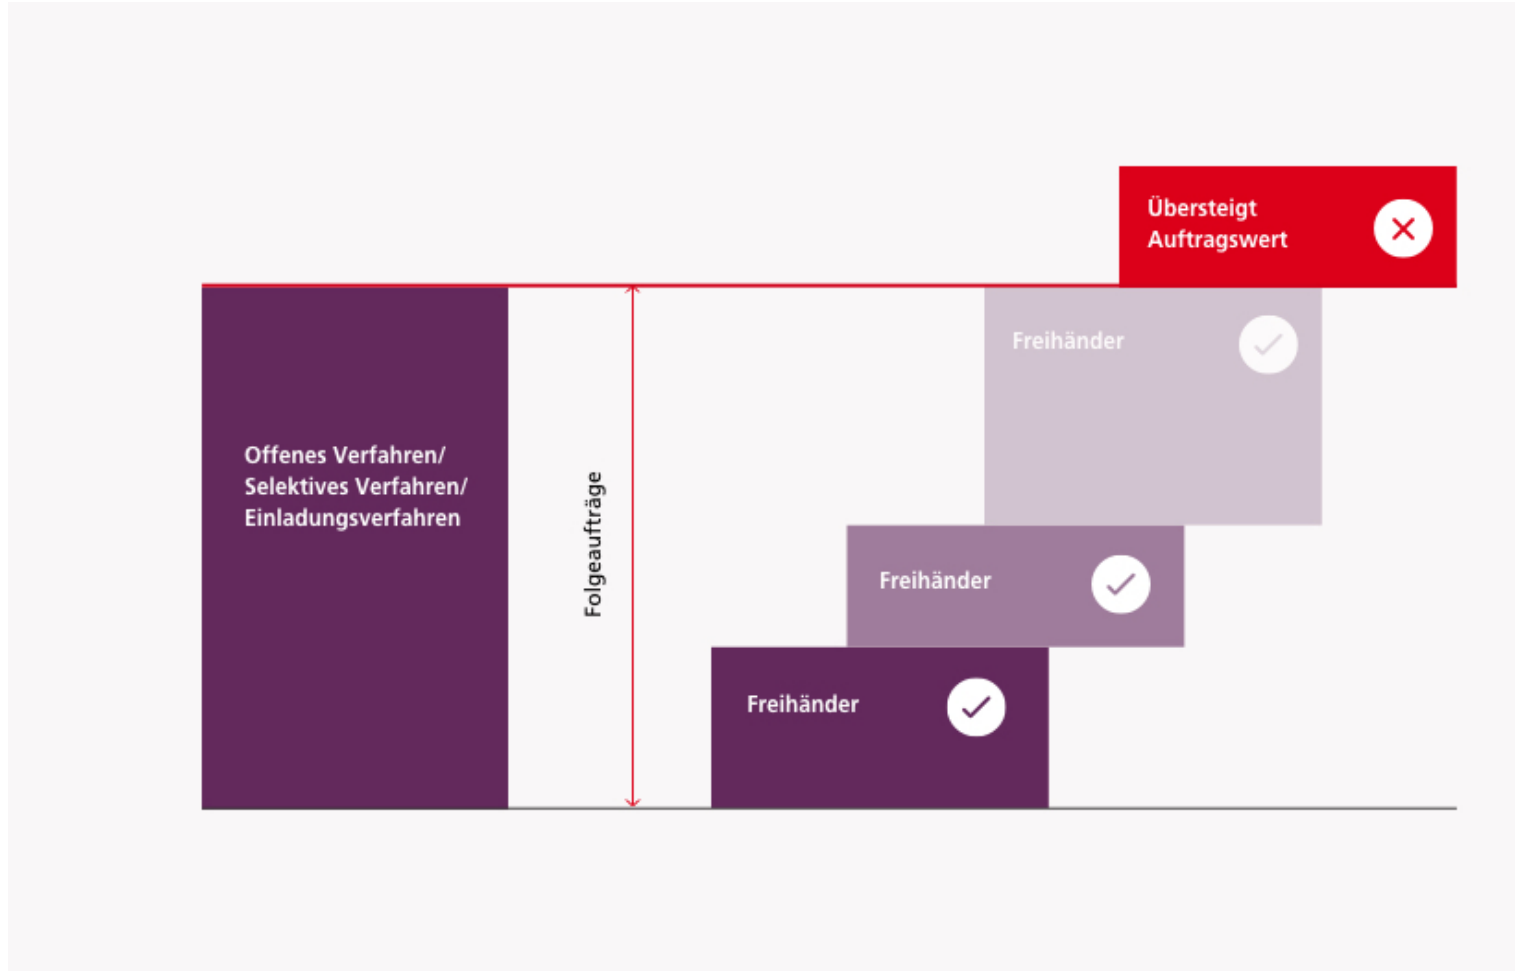 Übersteigt
Auftragswert
Freihänder
Offenes Verfahren/
Selektives Verfahren/
Einladungsverfahren
Folgeaufträge
Freihänder
Freihänder